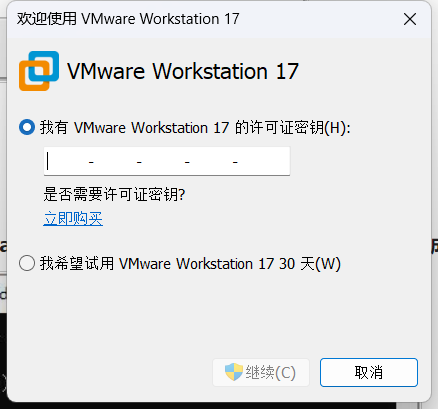 欢迎使用 VMware Workstation 17
VMware Workstation 17
我有 VMware Workstation 17 的许可证密钥(H):
- - - -
是否需要许可证密钥?
立即购买
我希望试用 VMware Workstation 17 30 天(W)
继续(C)
取消